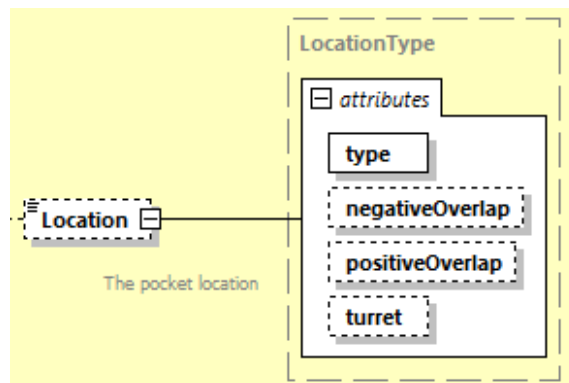 LocationType
attributes
type
negativeOverlap
Location
positiveOverlap
The pocket location
turret